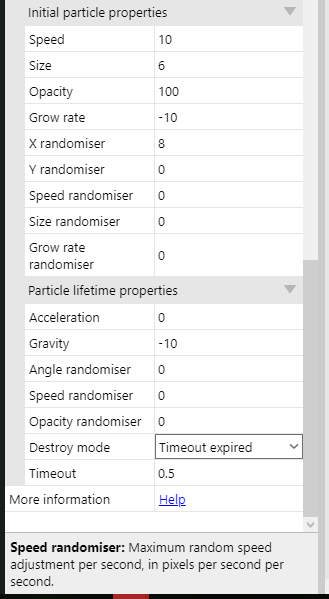 Initial particle properties
Speed 10
Size 6
Opacity 100
Grow rate -10
X randomiser 8
Y randomiser 0
Speed randomiser 0
Size randomiser 0
Grow rate
randomiser 0
Particle lifetime properties
Acceleration 0
Gravity -10
Angle randomiser 0
Speed randomiser 0
Opacity randomiser 0
Destroy mode Timeout expired
Timeout 0.5
More information Help
Speed randomiser: Maximum random speed
adjustment per second, in pixels per second per
second.